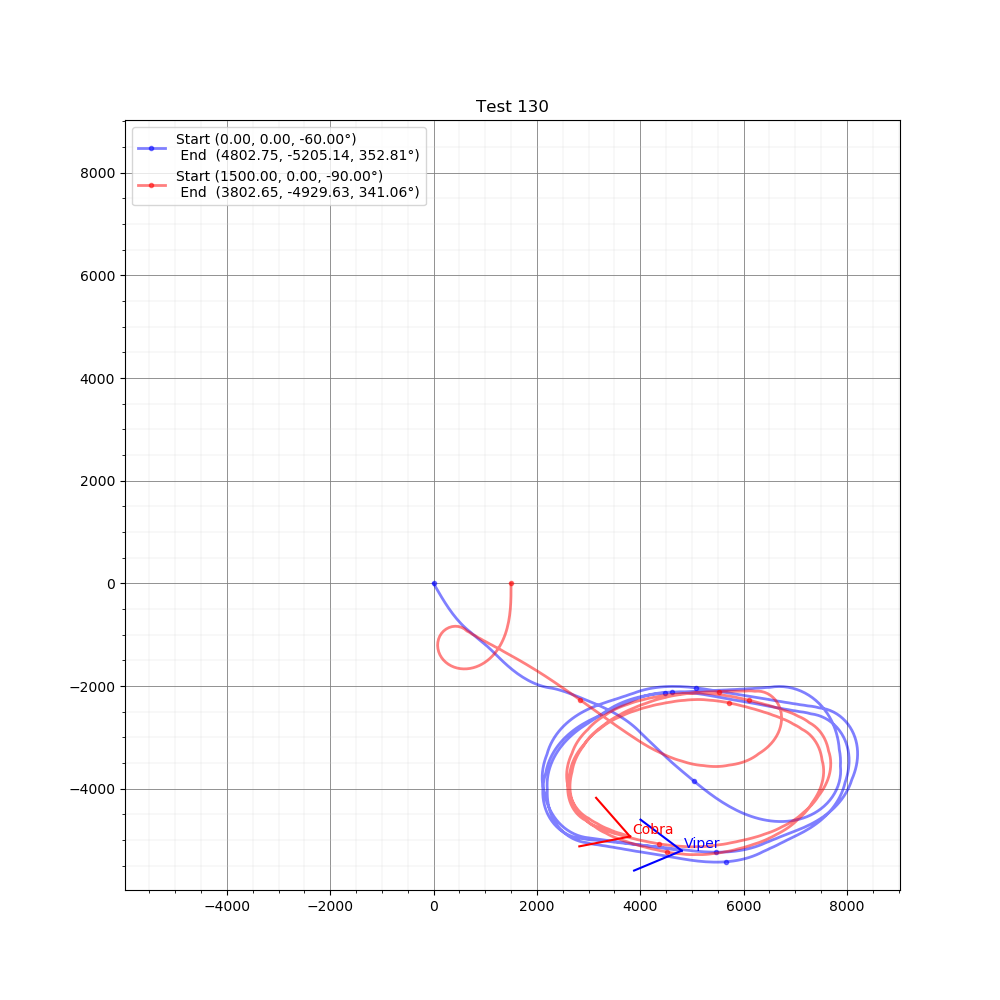 Test 130
Start (0.00, 0.00, -60.00°)
End (4802.75, -5205.14, 352.81°)
Start (1500.00, 0.00, -90.00°)
End (3802.65, -4929.63, 341.06°)
8000
6000
4000
2000
0
−2000
−4000
Cobra
Viper
−4000 −2000 0 2000 4000 6000 8000